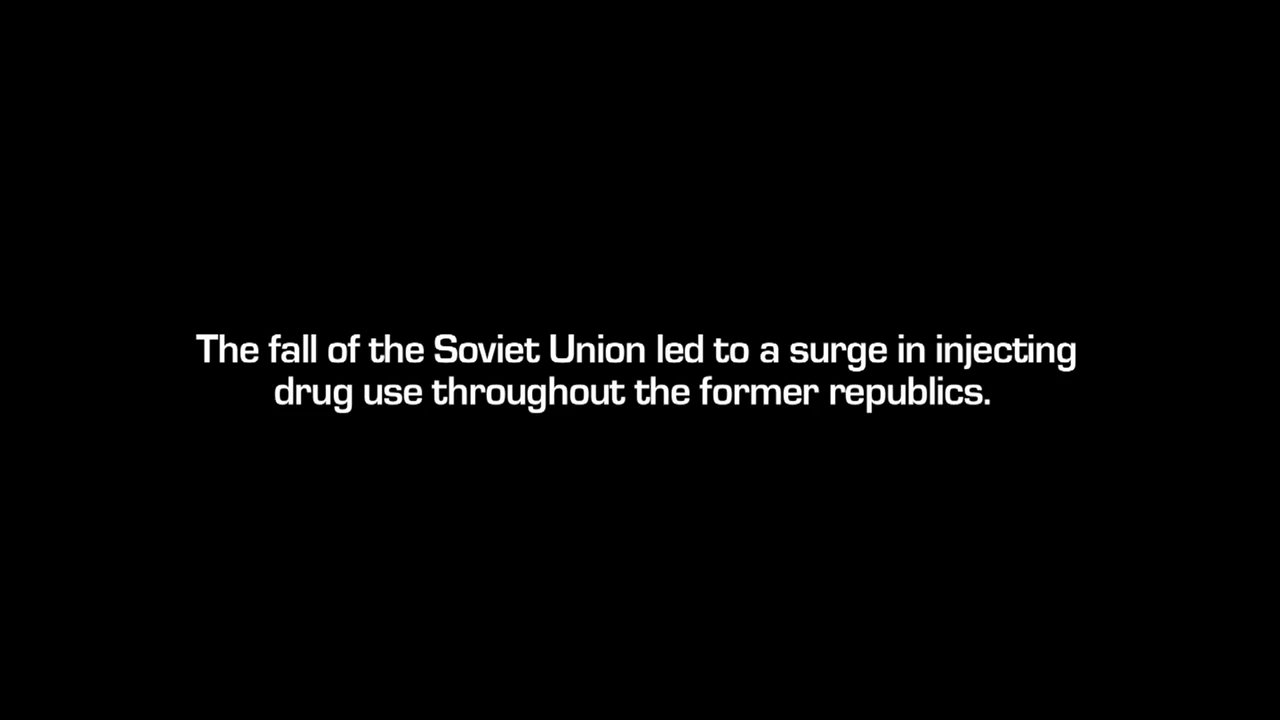 The fall of the Soviet Union led to a surge in injecting
drug use throughout the former republics.